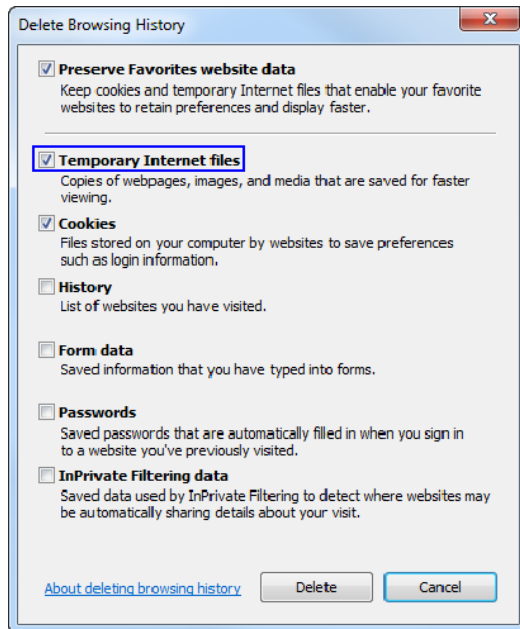 Delete Browsing History
Preserve Favorites website data
Keep cookies and temporary Internet files that enable your favorite
websites to retain preferences and display faster.
Temporary Internet files
Copies of webpages, images, and media that are saved for faster
viewing.
Cookies
Files stored on your computer by websites to save preferences
such as login information.
History
List of websites you have visited.
Form data
Saved information that you have typed into forms.
Passwords
Saved passwords that are automatically filled in when you sign in
to a website you've previously visited.
InPrivate Filtering data
Saved data used by InPrivate Filtering to detect where websites may
be automatically sharing details about your visit.
About deleting browsing history Delete Cancel